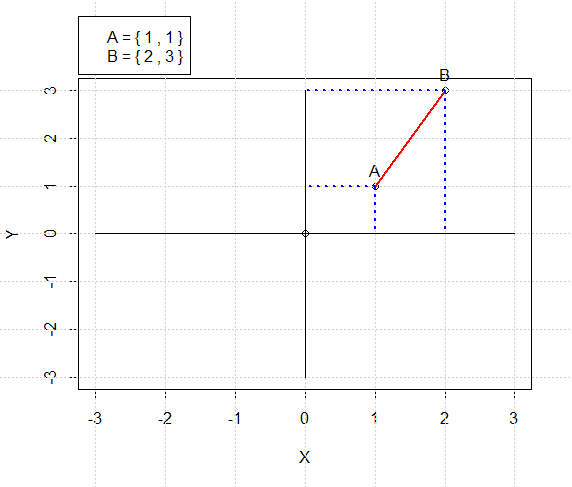 A = { 1 , 1 }
B = { 2 , 3 }
B
A
3
2
1
0
-1
-2
-3
Y
-3 -2 -1 0 1 2 3
X